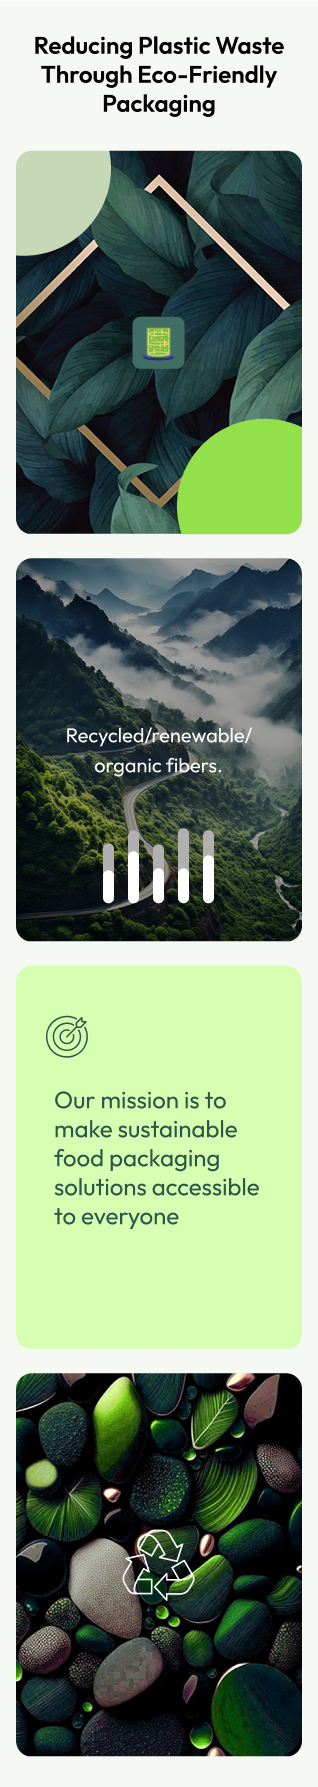 Reducing Plastic Waste
Through Eco-Friendly
Packaging
Recycled/renewable/
organic fibers.
Our mission is to
make sustainable
food packaging
solutions accessible
to everyone